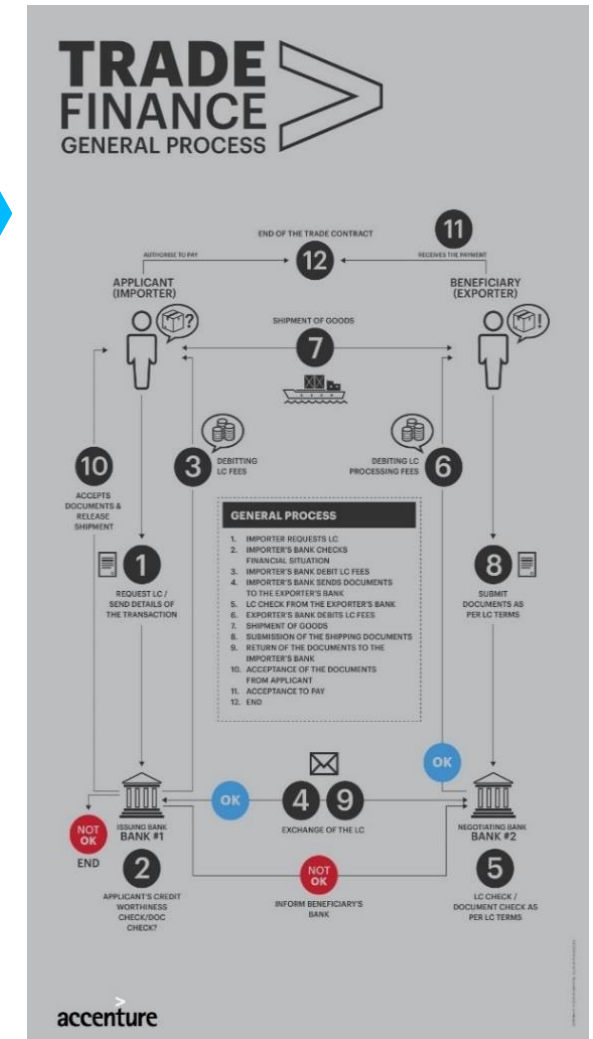 TRADE
FINANCE
GENERAL PROCESS
11
END OF THE TRADE CONTRACT
AUTHORISE TO PAY
12
RECEIVES THE PAYMENT
APPLICANT
(IMPORTER)
BENEFICIARY
(EXPORTER)
?
SHIPMENT OF GOODS
!
7
10
ACCEPTS
DOCUMENTS &
RELEASE
SHIPMENT
3
DEBITTING
LC FEES
DEBITING LC
PROCESSING FEES
6
1
REQUEST LC /
SEND DETAILS OF
THE TRANSACTION
GENERAL PROCESS
1. IMPORTER REQUESTS LC
2. IMPORTER'S BANK CHECKS
FINANCIAL SITUATION
3. IMPORTER'S BANK DEBIT LC FEES
4. IMPORTER'S BANK SENDS DOCUMENTS
TO THE EXPORTER'S BANK
5. LC CHECK FROM THE EXPORTER'S BANK
6. EXPORTER'S BANK DEBITS LC FEES
7. SHIPMENT OF GOODS
8. SUBMISSION OF THE SHIPPING DOCUMENTS
9. RETURN OF THE DOCUMENTS TO THE
IMPORTER'S BANK
10. ACCEPTANCE OF THE DOCUMENTS
FROM APPLICANT
11. ACCEPTANCE TO PAY
12. END
8
SUBMIT
DOCUMENTS AS
PER LC TERMS
OK
OK
4 9
EXCHANGE OF THE LC
NOT
OK
END
ISSUING BANK
BANK #1
2
APPLICANT'S CREDIT
WORTHINESS
CHECK/DOC
CHECK?
NOT
OK
INFORM BENEFICIARY'S
BANK
NEGOTIATING BANK
BANK #2
5
LC CHECK /
DOCUMENT CHECK AS
PER LC TERMS
accenture